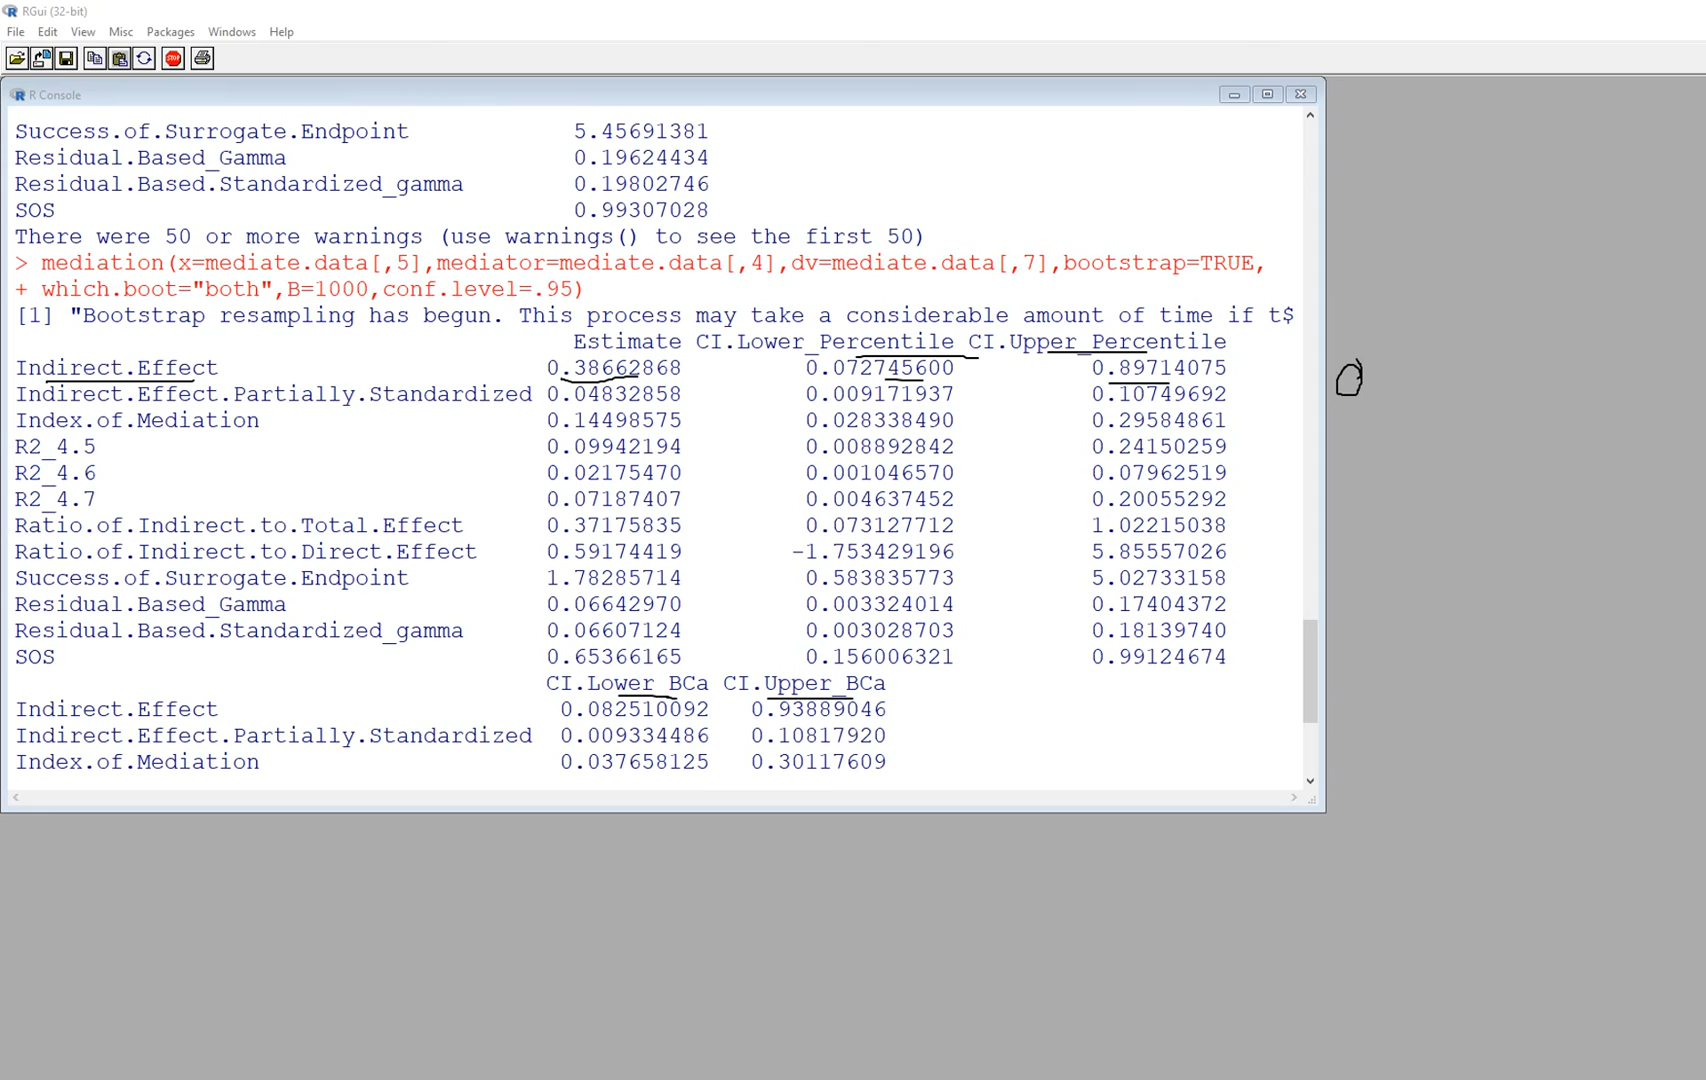 RGui (32-bit)
File Edit View Misc Packages Windows Help
STOP
R Console
Success.of.Surrogate.Endpoint 5.45691381
Residual.Based_Gamma 0.19624434
Residual.Based.Standardized_gamma 0.19802746
SOS 0.99307028
There were 50 or more warnings (use warnings() to see the first 50)
> mediation(x=mediate.data[,5],mediator=mediate.data[,4],dv=mediate.data[,7],bootstrap=TRUE,
+ which.boot="both",B=1000,conf.level=.95)
[1] "Bootstrap resampling has begun. This process may take a considerable amount of time if t$
Estimate CI.Lower_Percentile CI.Upper_Percentile
Indirect.Effect 0.38662868 0.072745600 0.89714075
Indirect.Effect.Partially.Standardized 0.04832858 0.009171937 0.10749692
Index.of.Mediation 0.14498575 0.028338490 0.29584861
R2_4.5 0.09942194 0.008892842 0.24150259
R2_4.6 0.02175470 0.001046570 0.07962519
R2_4.7 0.07187407 0.004637452 0.20055292
Ratio.of.Indirect.to.Total.Effect 0.37175835 0.073127712 1.02215038
Ratio.of.Indirect.to.Direct.Effect 0.59174419 -1.753429196 5.85557026
Success.of.Surrogate.Endpoint 1.78285714 0.583835773 5.02733158
Residual.Based_Gamma 0.06642970 0.003324014 0.17404372
Residual.Based.Standardized_gamma 0.06607124 0.003028703 0.18139740
SOS 0.65366165 0.156006321 0.99124674
CI.Lower_BCa CI.Upper_BCa
Indirect.Effect 0.082510092 0.93889046
Indirect.Effect.Partially.Standardized 0.009334486 0.10817920
Index.of.Mediation 0.037658125 0.30117609
0